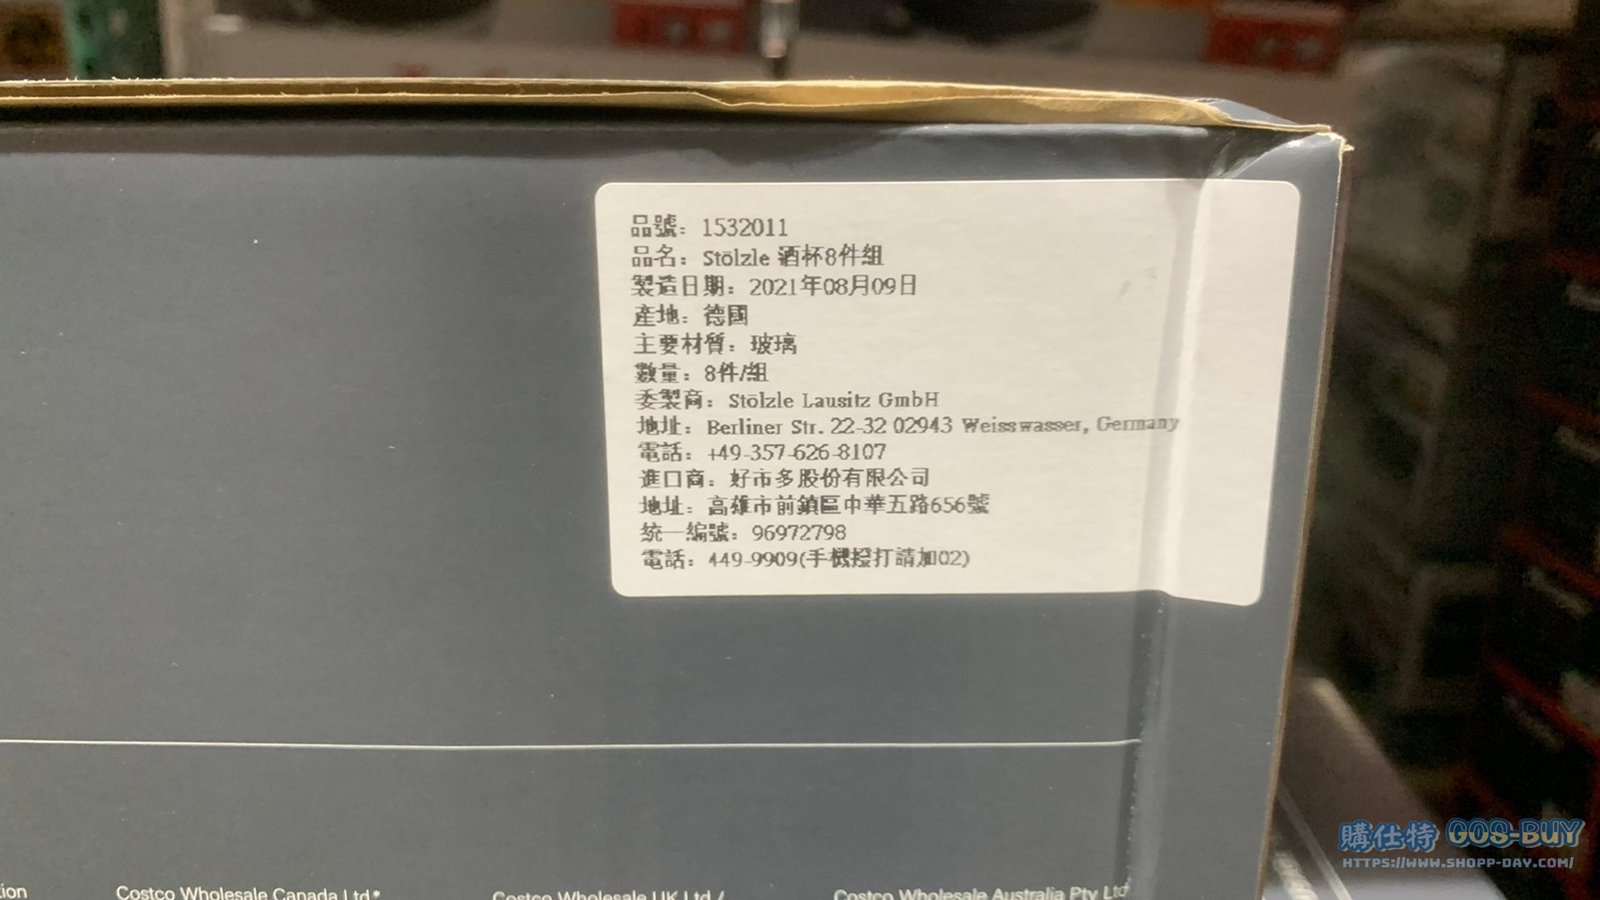 品號：1532011
品名：Stölzle 酒杯8件組
製造日期：2021年08月09日
產地：德國
主要材質：玻璃
數量：8件/組
委製商：Stölzle Lausitz GmbH
地址：Berliner Str. 22-32 02943 Weisswasser, Germany
電話：+49-357-626-8107
進口商：好市多股份有限公司
地址：高雄市前鎮區中華五路656號
統一編號：96972798
電話：449-9909(手機撥打請加02)
tion
Costco Wholesale Canada Ltd.*
Costco Wholesale UK Ltd /
Costco Wholesale Australia Pty Ltd
購仕特 GOS-BUY
HTTPS://WWW.SHOPP-DAY.COM/